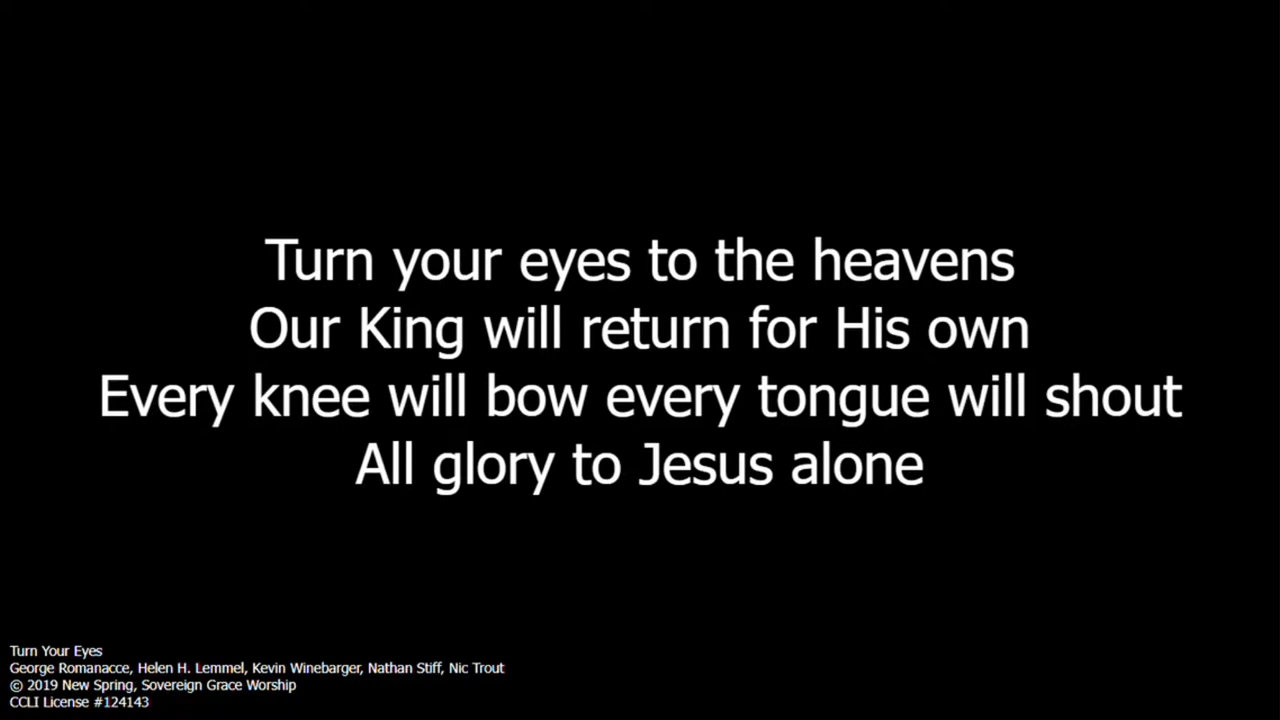 Turn your eyes to the heavens
Our King will return for His own
Every knee will bow every tongue will shout
All glory to Jesus alone
Turn Your Eyes
George Romanacce, Helen H. Lemmel, Kevin Winebarger, Nathan Stiff, Nic Trout
© 2019 New Spring, Sovereign Grace Worship
CCLI License #124143